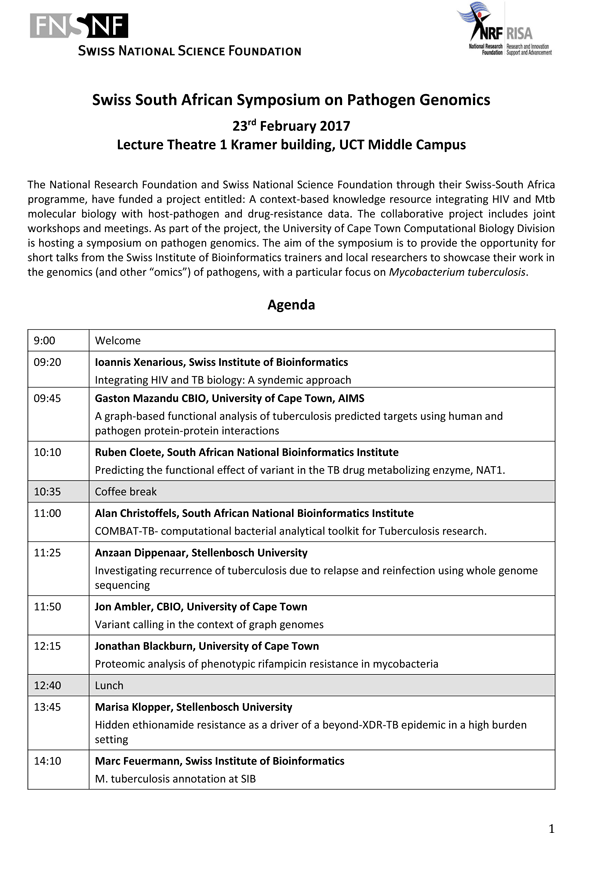 FNSNF
SWISS NATIONAL SCIENCE FOUNDATION
NRF RISA
National Research Foundation
Research and Innovation Support and Advancement
Swiss South African Symposium on Pathogen Genomics
23rd February 2017
Lecture Theatre 1 Kramer building, UCT Middle Campus
The National Research Foundation and Swiss National Science Foundation through their Swiss-South Africa
programme, have funded a project entitled: A context-based knowledge resource integrating HIV and Mtb
molecular biology with host-pathogen and drug-resistance data. The collaborative project includes joint
workshops and meetings. As part of the project, the University of Cape Town Computational Biology Division
is hosting a symposium on pathogen genomics. The aim of the symposium is to provide the opportunity for
short talks from the Swiss Institute of Bioinformatics trainers and local researchers to showcase their work in
the genomics (and other “omics”) of pathogens, with a particular focus on Mycobacterium tuberculosis.
Agenda
9:00 Welcome
09:20 Ioannis Xenarious, Swiss Institute of Bioinformatics
Integrating HIV and TB biology: A syndemic approach
09:45 Gaston Mazandu CBIO, University of Cape Town, AIMS
A graph-based functional analysis of tuberculosis predicted targets using human and
pathogen protein-protein interactions
10:10 Ruben Cloete, South African National Bioinformatics Institute
Predicting the functional effect of variant in the TB drug metabolizing enzyme, NAT1.
10:35 Coffee break
11:00 Alan Christoffels, South African National Bioinformatics Institute
COMBAT-TB- computational bacterial analytical toolkit for Tuberculosis research.
11:25 Anzaan Dippenaar, Stellenbosch University
Investigating recurrence of tuberculosis due to relapse and reinfection using whole genome
sequencing
11:50 Jon Ambler, CBIO, University of Cape Town
Variant calling in the context of graph genomes
12:15 Jonathan Blackburn, University of Cape Town
Proteomic analysis of phenotypic rifampicin resistance in mycobacteria
12:40 Lunch
13:45 Marisa Klopper, Stellenbosch University
Hidden ethionamide resistance as a driver of a beyond-XDR-TB epidemic in a high burden
setting
14:10 Marc Feuermann, Swiss Institute of Bioinformatics
M. tuberculosis annotation at SIB
1